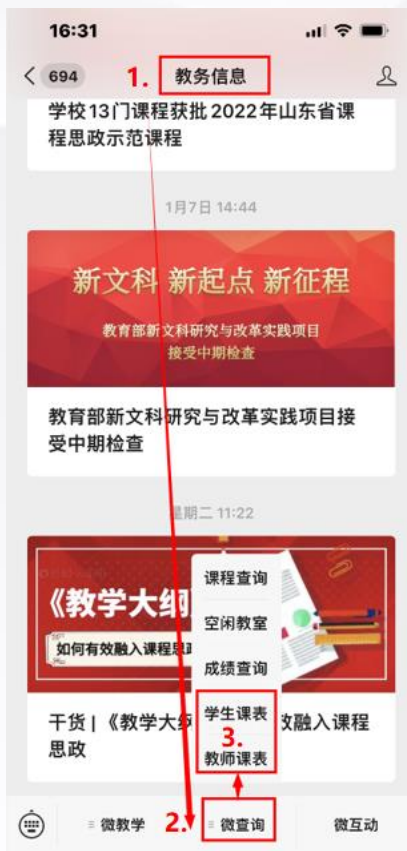 16:31
694
1.
教务信息
学校13门课程获批2022年山东省课
程思政示范课程
1月7日 14:44
新文科 新起点 新征程
教育部新文科研究与改革实践项目
接受中期检查
教育部新文科研究与改革实践项目接
受中期检查
星期二 11:22
《教学大纲
如何有效融入课程思政
课程查询
空闲教室
成绩查询
学生课表
3.
教师课表
干货 | 《教学大纲 效融入课程
思政
微教学
2.
微查询
微互动